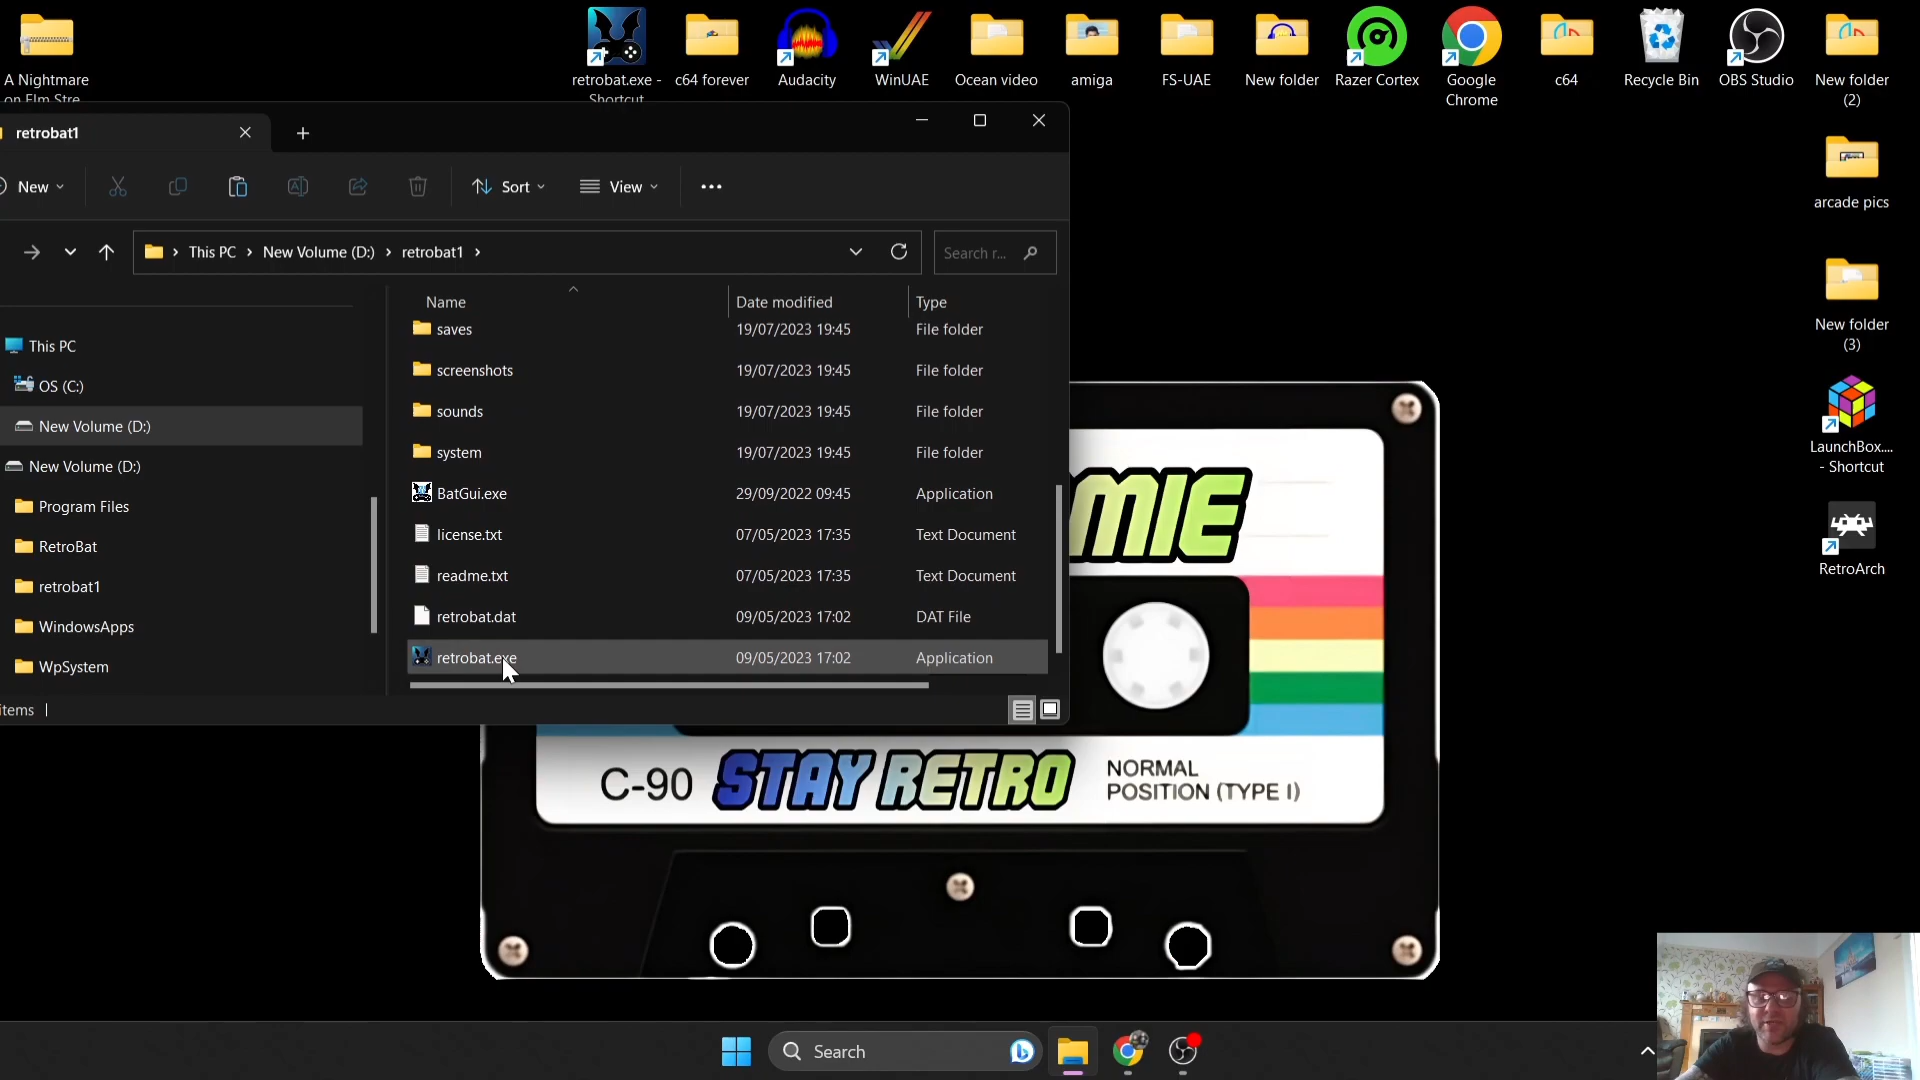 A Nightmare
on Elm Stre
retrobat.exe -
Shortcut
c64 forever
Audacity
WinUAE
Ocean video
amiga
FS-UAE
New folder
Razer Cortex
Google
Chrome
c64
Recycle Bin
OBS Studio
New folder
(2)
retrobat1
New
Sort
View
This PC
New Volume (D:)
retrobat1
Search r...
Name
Date modified
Type
saves
19/07/2023 19:45
File folder
screenshots
19/07/2023 19:45
File folder
sounds
19/07/2023 19:45
File folder
system
19/07/2023 19:45
File folder
BatGui.exe
29/09/2022 09:45
Application
license.txt
07/05/2023 17:35
Text Document
readme.txt
07/05/2023 17:35
Text Document
retrobat.dat
09/05/2023 17:02
DAT File
retrobat.exe
09/05/2023 17:02
Application
This PC
OS (C:)
New Volume (D:)
New Volume (D:)
Program Files
RetroBat
retrobat1
WindowsApps
WpSystem
items
arcade pics
New folder
(3)
LaunchBox....
- Shortcut
RetroArch
MIE
C-90
STAY RETRO
NORMAL
POSITION (TYPE I)
Search